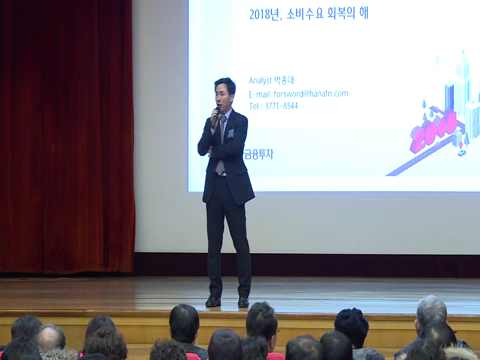 2018년, 소비수요 회복의 해
Analyst 박종대
E-mail: forsword@hanafn.com
Tel : 3771-8544
금융투자